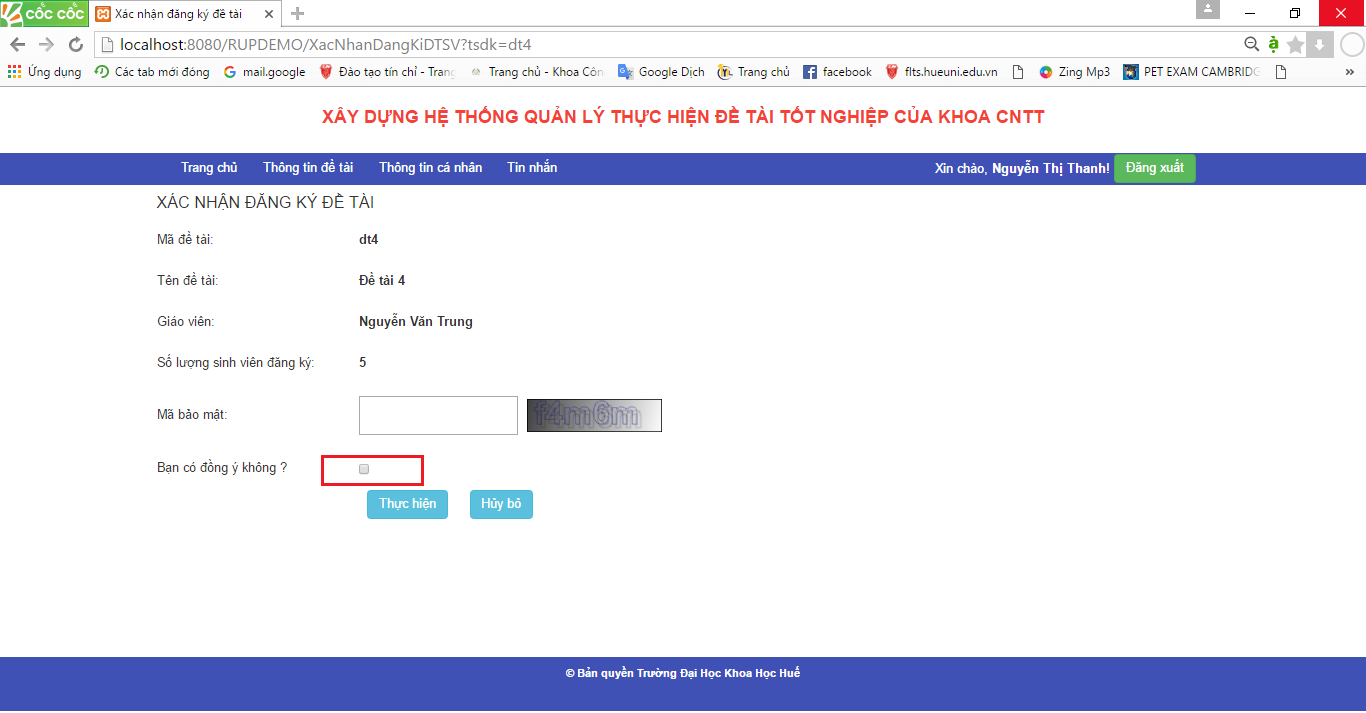 cốc cốc
Xác nhận đăng ký đề tài
localhost:8080/RUPDEMO/XacNhanDangKiDTSV?tsdk=dt4
Ứng dụng Các tab mới đóng mail.google Đào tạo tín chỉ - Trang Trang chủ - Khoa Côn Google Dịch Trang chủ facebook flts.hueuni.edu.vn Zing Mp3 PET EXAM CAMBRIDG »
XÂY DỰNG HỆ THỐNG QUẢN LÝ THỰC HIỆN ĐỀ TÀI TỐT NGHIỆP CỦA KHOA CNTT
Trang chủ Thông tin đề tài Thông tin cá nhân Tin nhắn Xin chào, Nguyễn Thị Thanh! Đăng xuất
XÁC NHẬN ĐĂNG KÝ ĐỀ TÀI
Mã đề tài: dt4
Tên đề tài: Đề tài 4
Giáo viên: Nguyễn Văn Trung
Số lượng sinh viên đăng ký: 5
Mã bảo mật: f4m6m
Bạn có đồng ý không ?
Thực hiện Hủy bỏ
© Bản quyền Trường Đại Học Khoa Học Huế